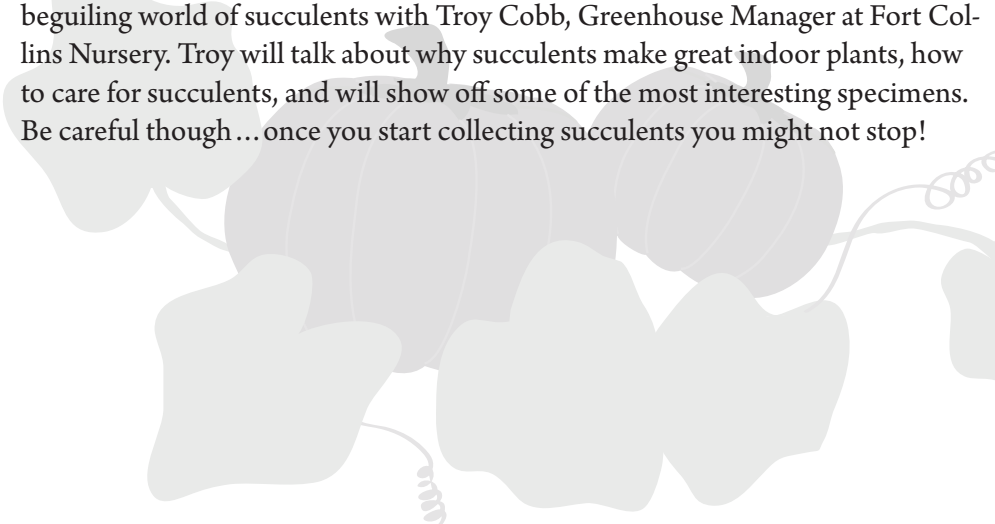 beguiling world of succulents with Troy Cobb, Greenhouse Manager at Fort Col-
lins Nursery. Troy will talk about why succulents make great indoor plants, how
to care for succulents, and will show off some of the most interesting specimens.
Be careful though…once you start collecting succulents you might not stop!